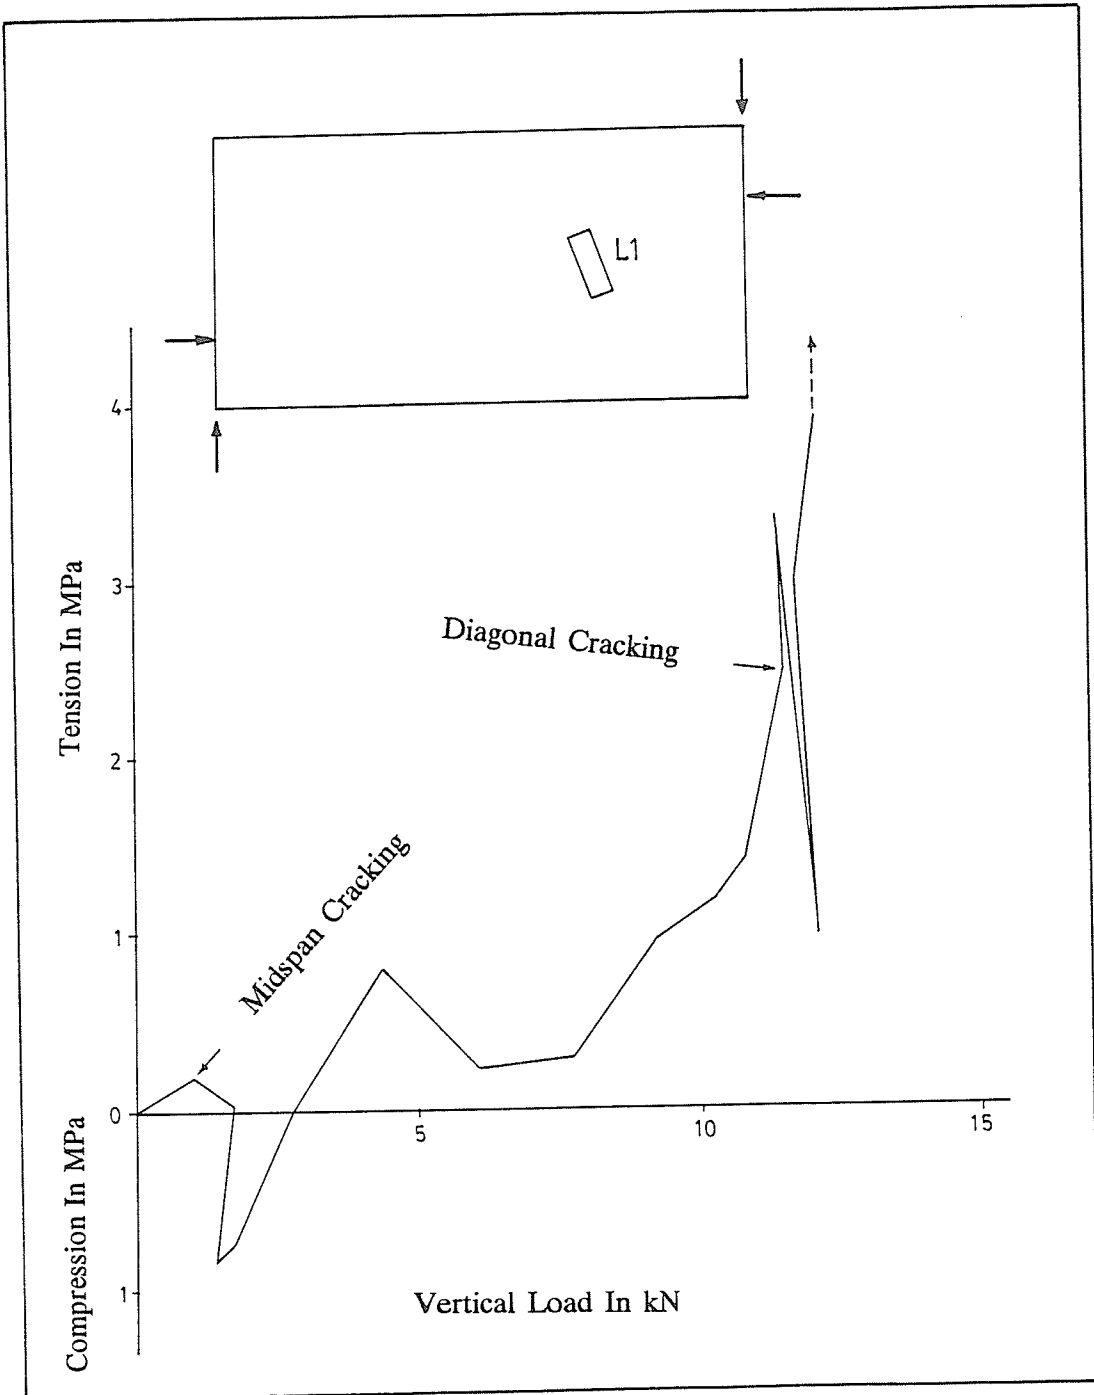 L1
4
3
2
1
0
1
5
10
15
Tension In MPa
Compression In MPa
Diagonal Cracking
Midspan Cracking
Vertical Load In kN